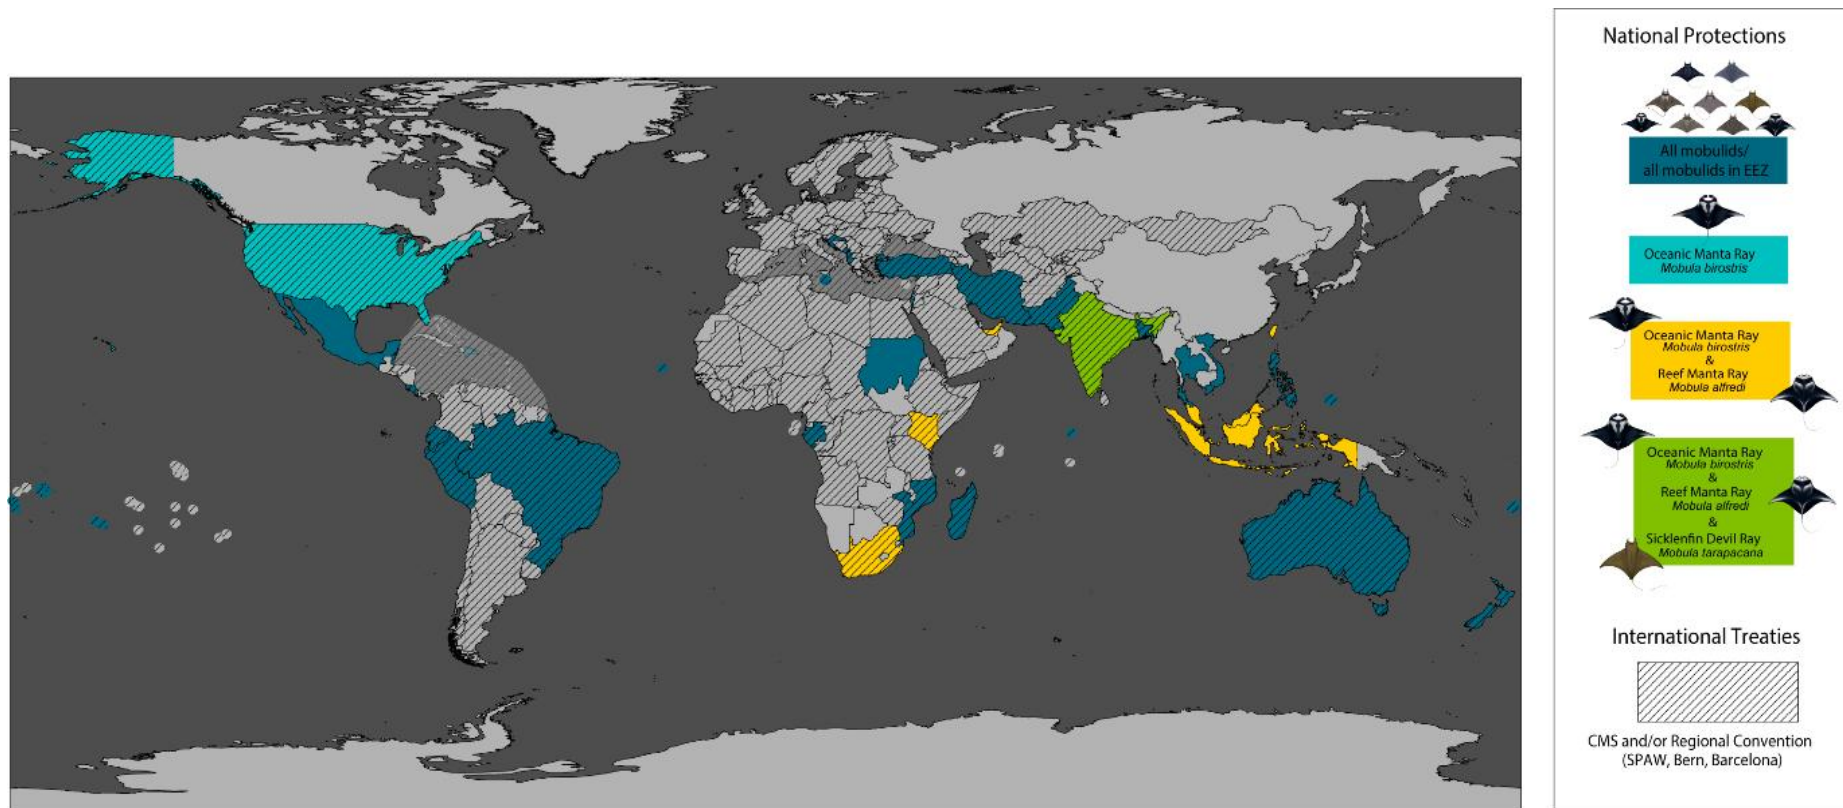 National Protections
All mobulids/
all mobulids in EEZ
Oceanic Manta Ray
Mobula birostris
Oceanic Manta Ray
Mobula birostris
&
Reef Manta Ray
Mobula alfredi
Oceanic Manta Ray
Mobula birostris
&
Reef Manta Ray
Mobula alfredi
&
Sicklenfin Devil Ray
Mobula tarapacana
International Treaties
CMS and/or Regional Convention
(SPAW, Bern, Barcelona)